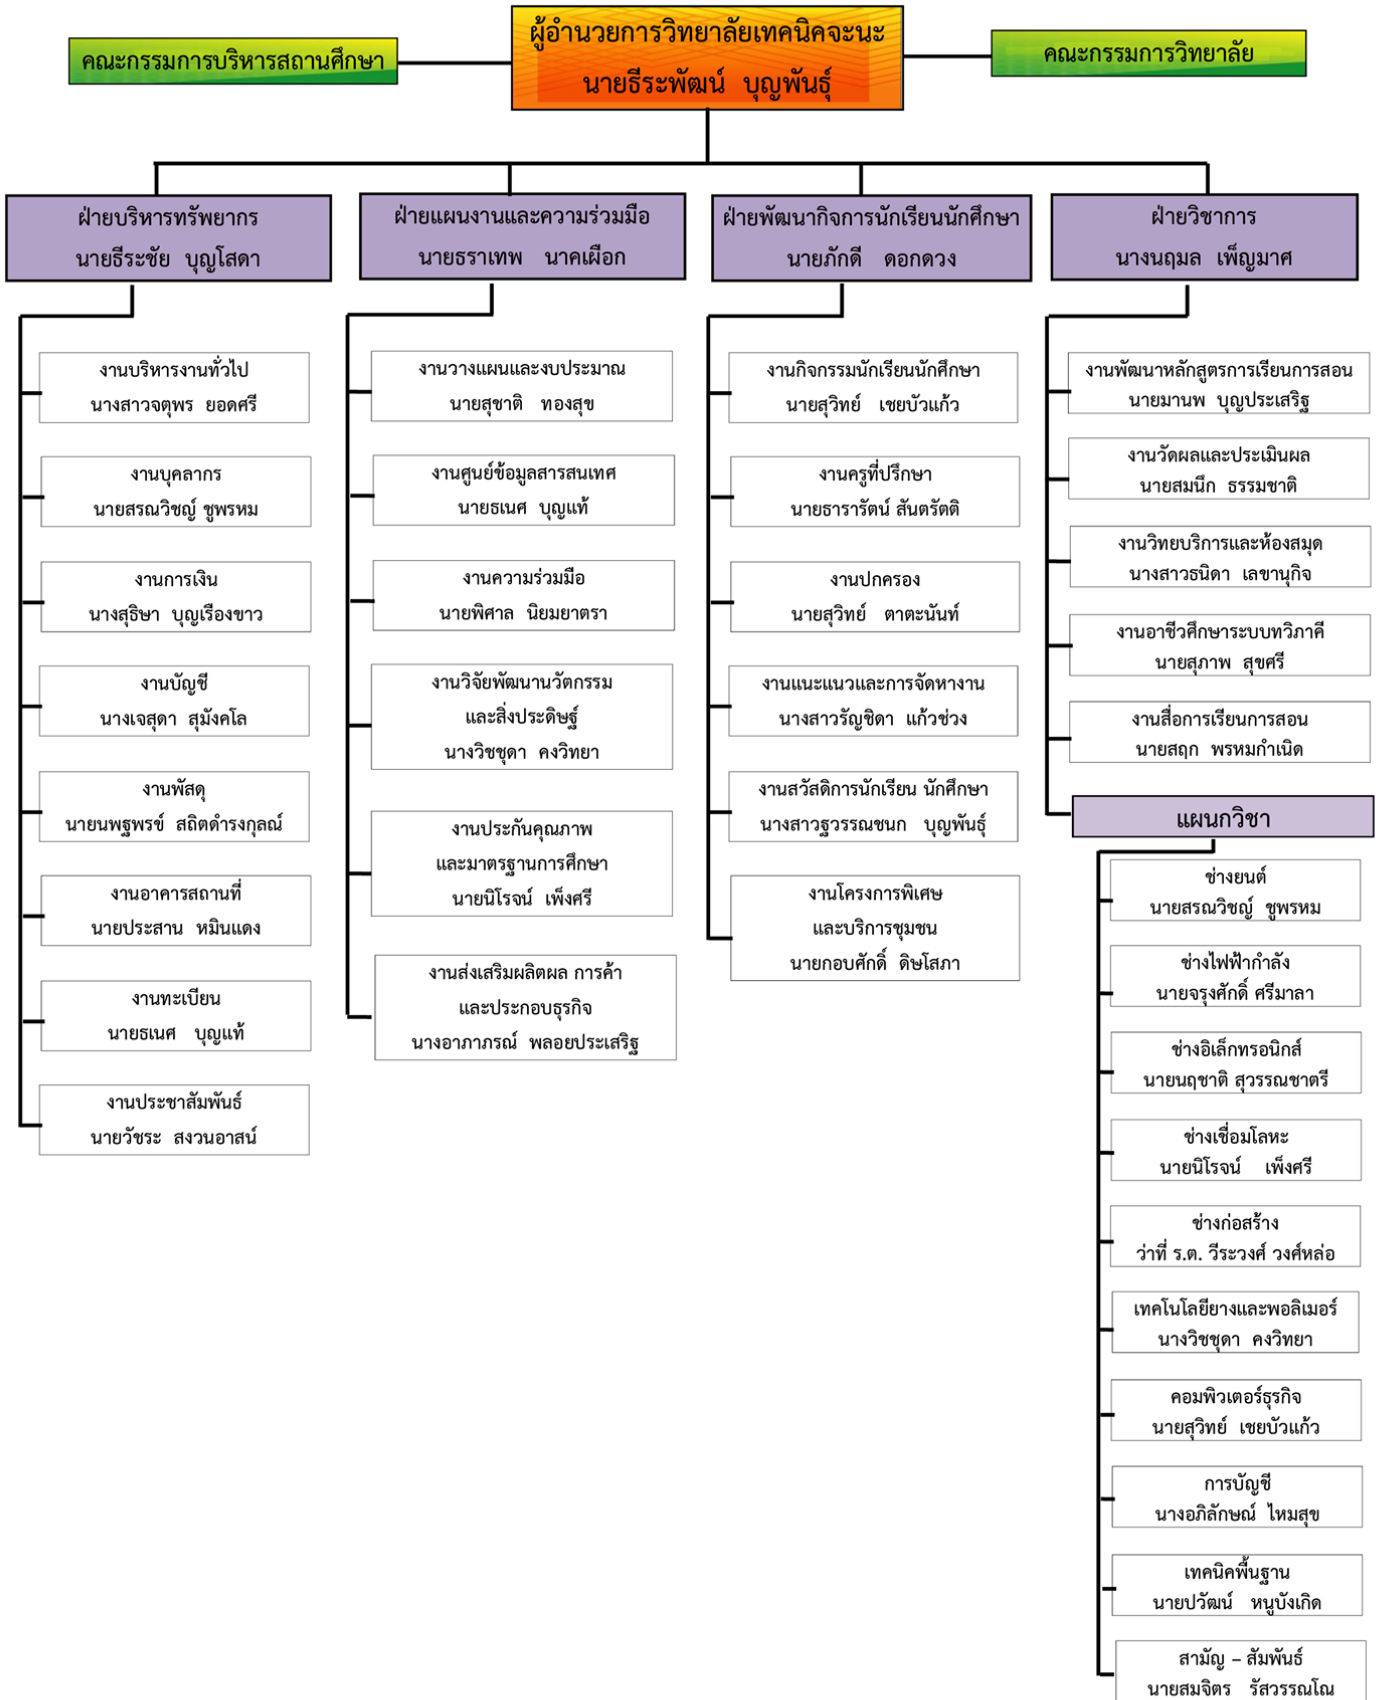 ผู้อำนวยการวิทยาลัยเทคนิคจะนะ
นายธีระพัฒน์ บุญพันธุ์
คณะกรรมการบริหารสถานศึกษา
คณะกรรมการวิทยาลัย
ฝ่ายบริหารทรัพยากร
นายธีระชัย บุญโสดา
งานบริหารงานทั่วไป
นางสาวจตุพร ยอดศรี
งานบุคลากร
นายสรณวิชญ์ ชูพรหม
งานการเงิน
นางสุธิษา บุญเรืองขาว
งานบัญชี
นางเจสุดา สุมังคโล
งานพัสดุ
นายนพฐพรข์ สถิตดำรงกุลณ์
งานอาคารสถานที่
นายประสาน หมินแดง
งานทะเบียน
นายธเนศ บุญแท้
งานประชาสัมพันธ์
นายวัชระ สงวนอาสน์
ฝ่ายแผนงานและความร่วมมือ
นายธราเทพ นาคเผือก
งานวางแผนและงบประมาณ
นายสุชาติ ทองสุข
งานศูนย์ข้อมูลสารสนเทศ
นายธเนศ บุญแท้
งานความร่วมมือ
นายพิศาล นิยมยาตรา
งานวิจัยพัฒนานวัตกรรม
และสิ่งประดิษฐ์
นางวิชชุดา คงวิทยา
งานประกันคุณภาพ
และมาตรฐานการศึกษา
นายนิโรจน์ เพ็งศรี
งานส่งเสริมผลิตผล การค้า
และประกอบธุรกิจ
นางอาภาภรณ์ พลอยประเสริฐ
ฝ่ายพัฒนากิจการนักเรียนนักศึกษา
นายภักดี ดอกดวง
งานกิจกรรมนักเรียนนักศึกษา
นายสุวิทย์ เชยบัวแก้ว
งานครูที่ปรึกษา
นายธารารัตน์ สันตรัตติ
งานปกครอง
นายสุวิทย์ ตาตะนันท์
งานแนะแนวและการจัดหางาน
นางสาวรัญชิดา แก้วช่วง
งานสวัสดิการนักเรียน นักศึกษา
นางสาวฐวรรณชนก บุญพันธุ์
งานโครงการพิเศษ
และบริการชุมชน
นายกอบศักดิ์ ดิษโสภา
ฝ่ายวิชาการ
นางนฤมล เพ็ญมาศ
งานพัฒนาหลักสูตรการเรียนการสอน
นายมานพ บุญประเสริฐ
งานวัดผลและประเมินผล
นายสมนึก ธรรมชาติ
งานวิทยบริการและห้องสมุด
นางสาวธนิดา เลขานุกิจ
งานอาชีวศึกษาระบบทวิภาคี
นายสุภาพ สุขศรี
งานสื่อการเรียนการสอน
นายสฤก พรหมกำเนิด
แผนกวิชา
ช่างยนต์
นายสรณวิชญ์ ชูพรหม
ช่างไฟฟ้ากำลัง
นายจรุงศักดิ์ ศรีมาลา
ช่างอิเล็กทรอนิกส์
นายนฤชาติ สุวรรณชาตรี
ช่างเชื่อมโลหะ
นายนิโรจน์ เพ็งศรี
ช่างก่อสร้าง
ว่าที่ ร.ต. วีระวงศ์ วงศ์หล่อ
เทคโนโลยียางและพอลิเมอร์
นางวิชชุดา คงวิทยา
คอมพิวเตอร์ธุรกิจ
นายสุวิทย์ เชยบัวแก้ว
การบัญชี
นางอภิลักษณ์ ไหมสุข
เทคนิคพื้นฐาน
นายปวัฒน์ หนูบังเกิด
สามัญ – สัมพันธ์
นายสมจิตร รัสวรรณโณ